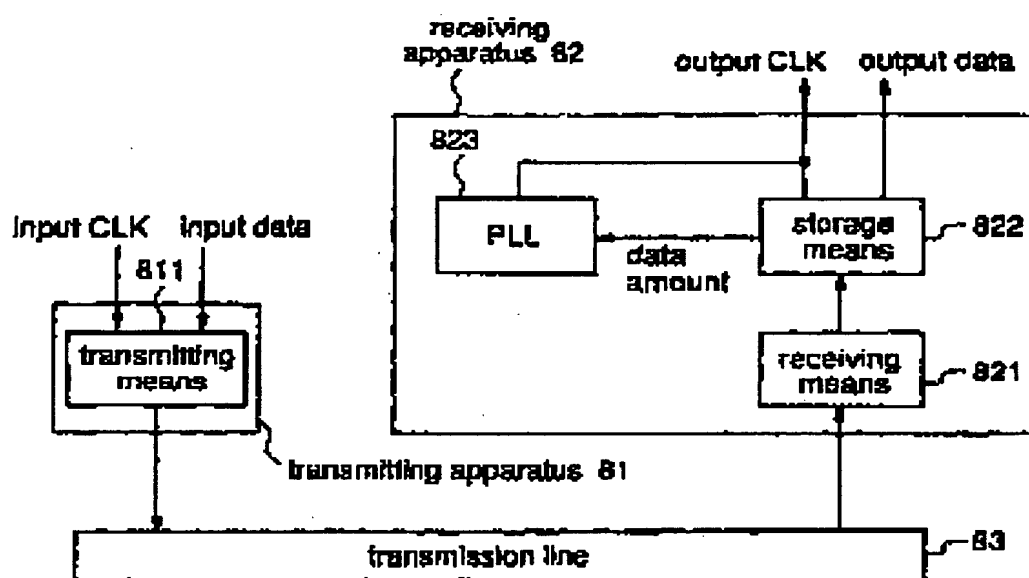 receiving
apparatus 82
output CLK
output data
823
PLL
storage
means
822
data
amount
input CLK
input data
811
transmitting
means
receiving
means
821
transmitting apparatus 81
transmission line
83